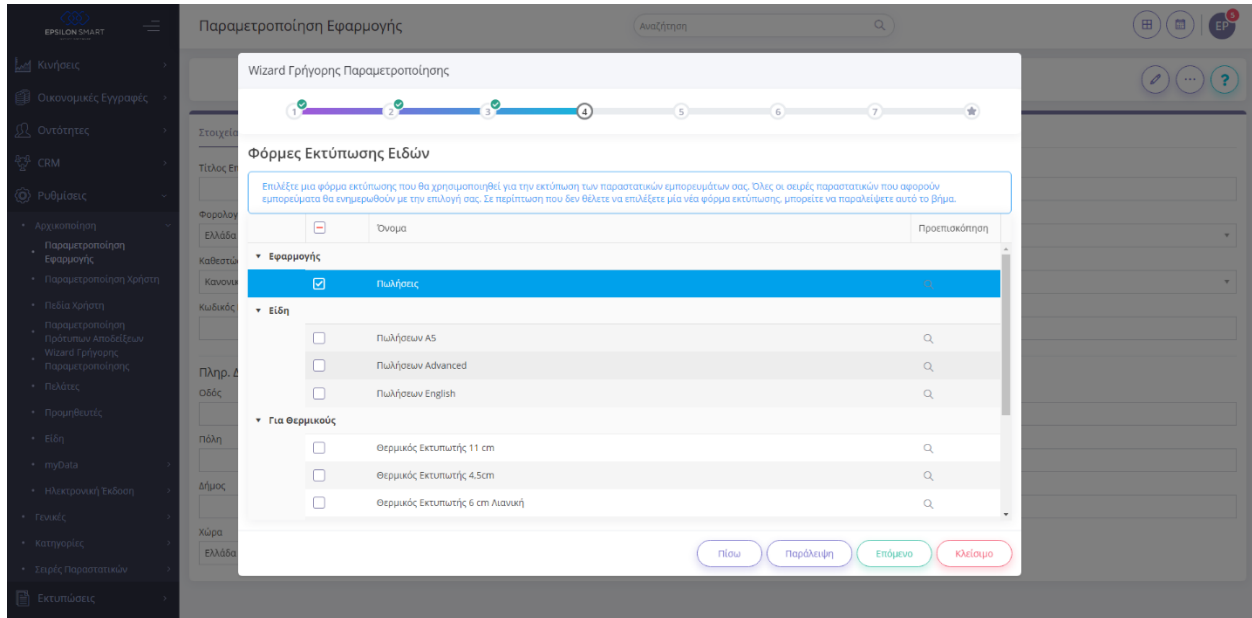 EPSILON SMART
Παραμετροποίηση Εφαρμογής
Αναζήτηση
EP
5
Κινήσεις
Οικονομικές Εγγραφές
Οντότητες
CRM
Ρυθμίσεις
Αρχικοποίηση
Παραμετροποίηση
Εφαρμογής
Παραμετροποίηση Χρήστη
Πεδία Χρήστη
Παραμετροποίηση
Πρότυπων Αποδείξεων
Wizard Γρήγορης
Παραμετροποίησης
Πελάτες
Προμηθευτές
Είδη
myData
Ηλεκτρονική Έκδοση
Γενικές
Κατηγορίες
Σειρές Παραστατικών
Εκτυπώσεις
Στοιχεία
Τίτλος Επ
Φορολογ
Ελλάδα
Καθεστώ
Κανονικ
Κωδικός
Πληρ. Δ
Οδός
Πόλη
Δήμος
Χώρα
Ελλάδα
?
Wizard Γρήγορης Παραμετροποίησης
1 2 3 4 5 6 7
Φόρμες Εκτύπωσης Ειδών
Επιλέξτε μια φόρμα εκτύπωσης που θα χρησιμοποιηθεί για την εκτύπωση των παραστατικών εμπορευμάτων σας. Όλες οι σειρές παραστατικών που αφορούν
εμπορεύματα θα ενημερωθούν με την επιλογή σας. Σε περίπτωση που δεν θέλετε να επιλέξετε μία νέα φόρμα εκτύπωσης, μπορείτε να παραλείψετε αυτό το βήμα.
Όνομα Προεπισκόπηση
Εφαρμογής
Πωλήσεις
Είδη
Πωλήσεων A5
Πωλήσεων Advanced
Πωλήσεων English
Για Θερμικούς
Θερμικός Εκτυπωτής 11 cm
Θερμικός Εκτυπωτής 4,5cm
Θερμικός Εκτυπωτής 6 cm Λιανική
Πίσω Παράλειψη Επόμενο Κλείσιμο